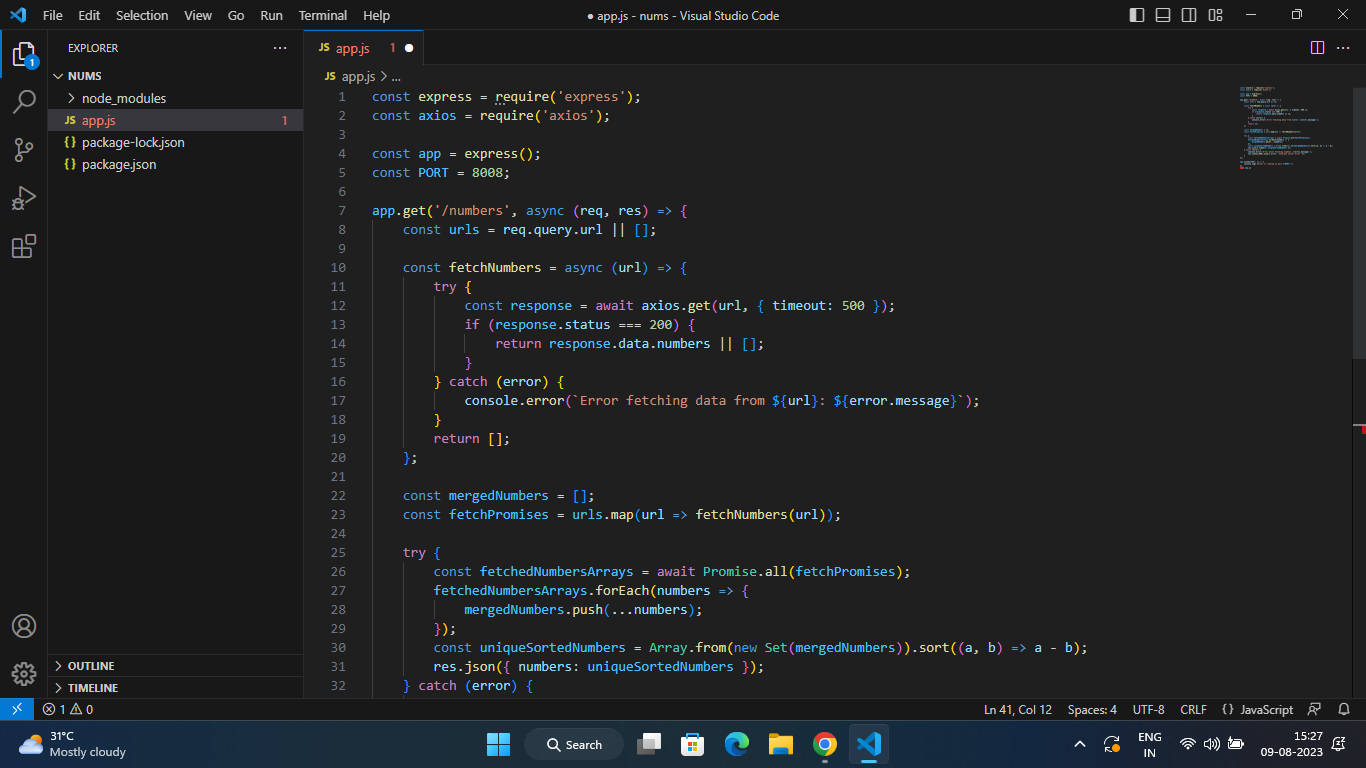 File Edit Selection View Go Run Terminal Help ● app.js - nums - Visual Studio Code
EXPLORER
JS app.js 1
NUMS
JS app.js > ...
node_modules
JS app.js 1
{} package-lock.json
{} package.json
1 const express = require('express');
2 const axios = require('axios');
3
4 const app = express();
5 const PORT = 8008;
6
7 app.get('/numbers', async (req, res) => {
8 const urls = req.query.url || [];
9
10 const fetchNumbers = async (url) => {
11 try {
12 const response = await axios.get(url, { timeout: 500 });
13 if (response.status === 200) {
14 return response.data.numbers || [];
15 }
16 } catch (error) {
17 console.error(`Error fetching data from ${url}: ${error.message}`);
18 }
19 return [];
20 };
21
22 const mergedNumbers = [];
23 const fetchPromises = urls.map(url => fetchNumbers(url));
24
25 try {
26 const fetchedNumbersArrays = await Promise.all(fetchPromises);
27 fetchedNumbersArrays.forEach(numbers => {
28 mergedNumbers.push(...numbers);
29 });
30 const uniqueSortedNumbers = Array.from(new Set(mergedNumbers)).sort((a, b) => a - b);
31 res.json({ numbers: uniqueSortedNumbers });
32 } catch (error) {
OUTLINE
TIMELINE
1 0 Ln 41, Col 12 Spaces: 4 UTF-8 CRLF {} JavaScript
31°C
Mostly cloudy
Search
ENG
IN
15:27
09-08-2023